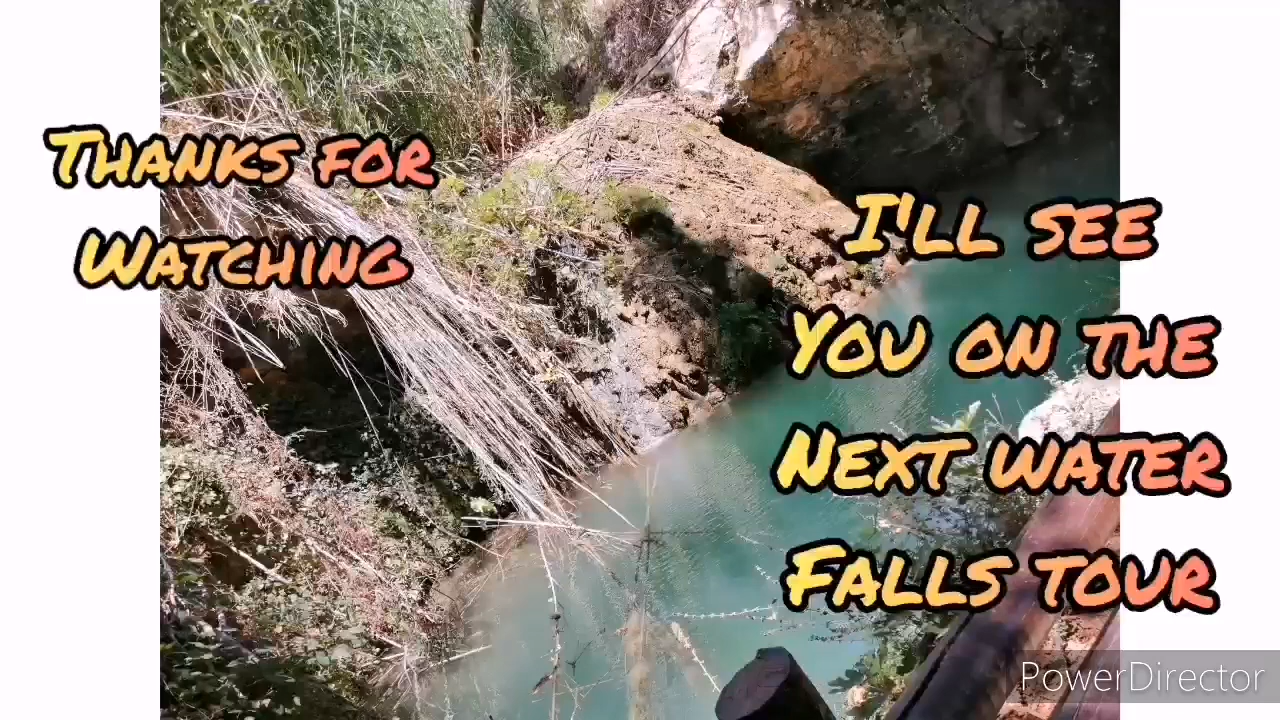 Thanks for
Watching
I'll see
You on the
Next water
Falls tour
PowerDirector